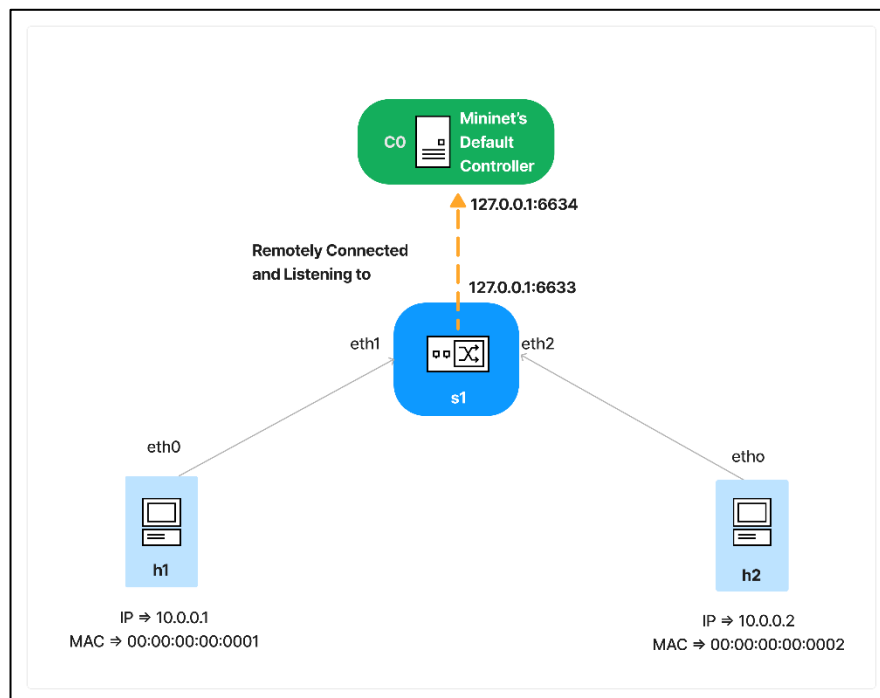 C0
Mininet's
Default
Controller
127.0.0.1:6634
Remotely Connected
and Listening to
127.0.0.1:6633
eth1
eth2
s1
eth0
etho
h1
h2
IP ⇒ 10.0.0.1
MAC ⇒ 00:00:00:00:0001
IP ⇒ 10.0.0.2
MAC ⇒ 00:00:00:00:0002